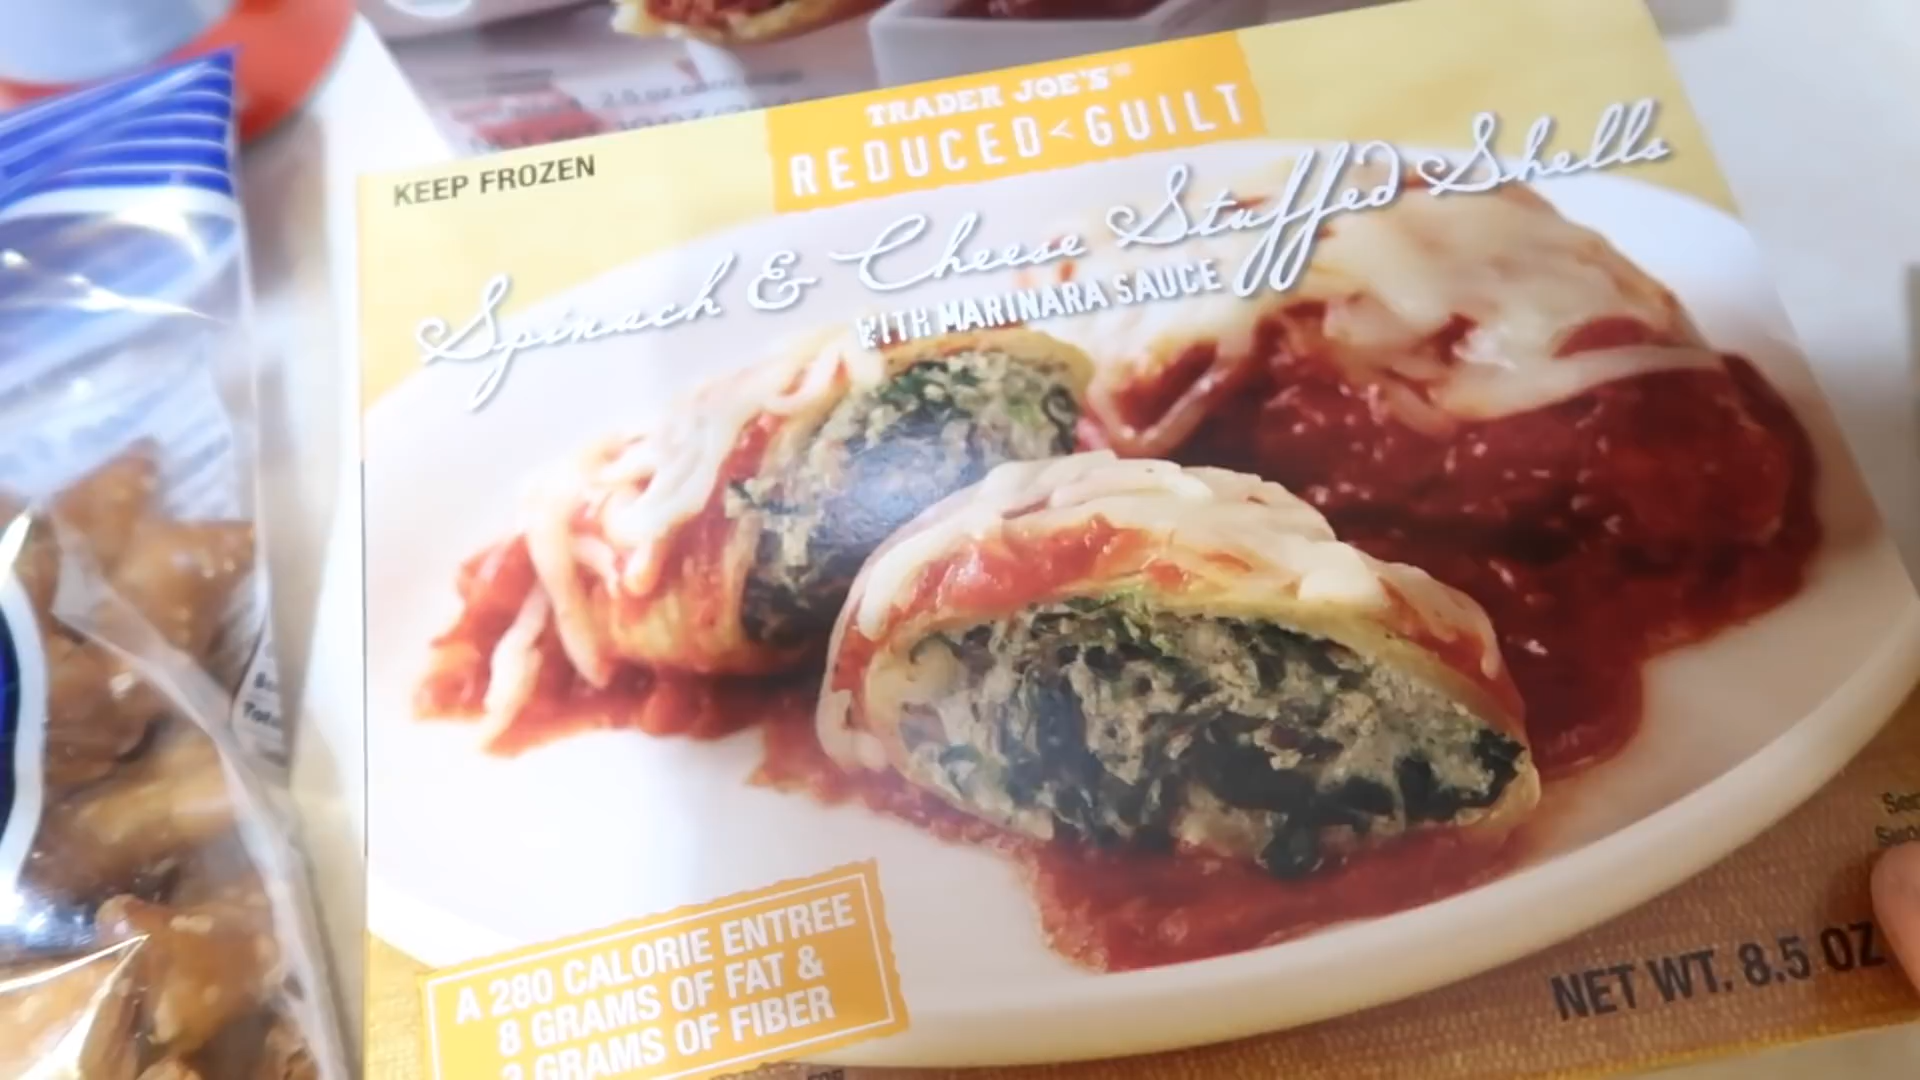 KEEP FROZEN
TRADER JOE'S
REDUCED < GUILT
Spinach & Cheese Stuffed Shells
WITH MARINARA SAUCE
A 280 CALORIE ENTREE
8 GRAMS OF FAT &
GRAMS OF FIBER
NET WT. 8.5 OZ